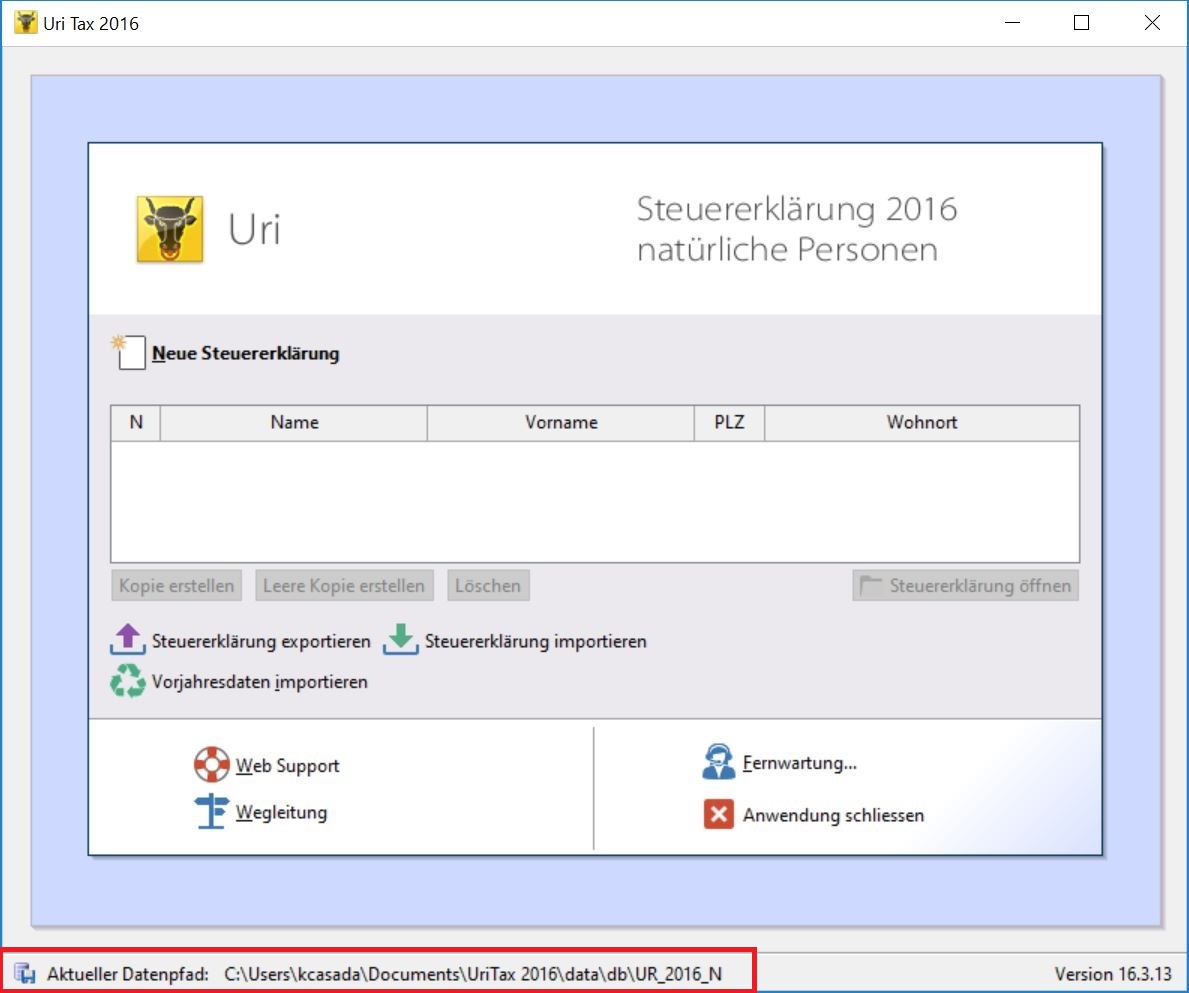 Uri Tax 2016
Uri
Steuererklärung 2016
natürliche Personen
Neue Steuererklärung
N Name Vorname PLZ Wohnort
Kopie erstellen Leere Kopie erstellen Löschen Steuererklärung öffnen
Steuererklärung exportieren Steuererklärung importieren
Vorjahresdaten importieren
Web Support
Wegleitung
Fernwartung...
Anwendung schliessen
Aktueller Datenpfad: C:\Users\kcasada\Documents\UriTax 2016\data\db\UR_2016_N
Version 16.3.13